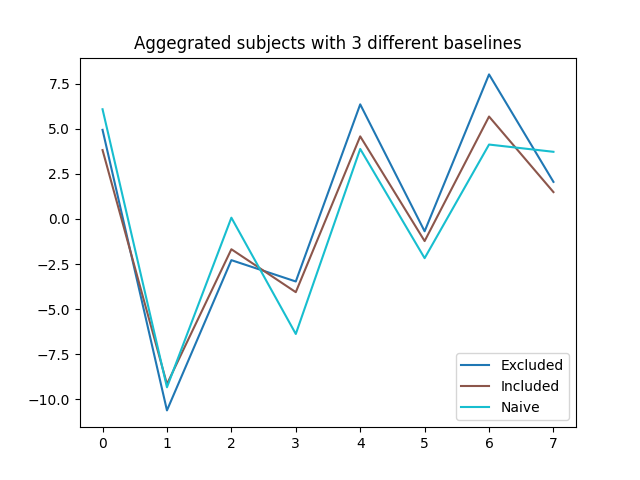 Aggegrated subjects with 3 different baselines
7.5
5.0
2.5
0.0
−2.5
−5.0
−7.5
−10.0
Excluded
Included
Naive
0 1 2 3 4 5 6 7